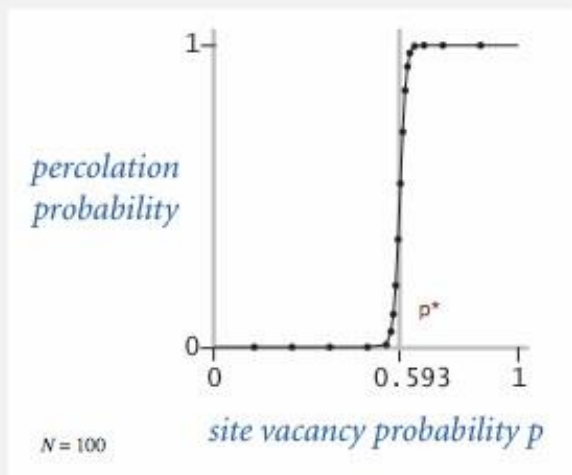 1
percolation
probability
p*
0
0 0.593 1
site vacancy probability p
N = 100